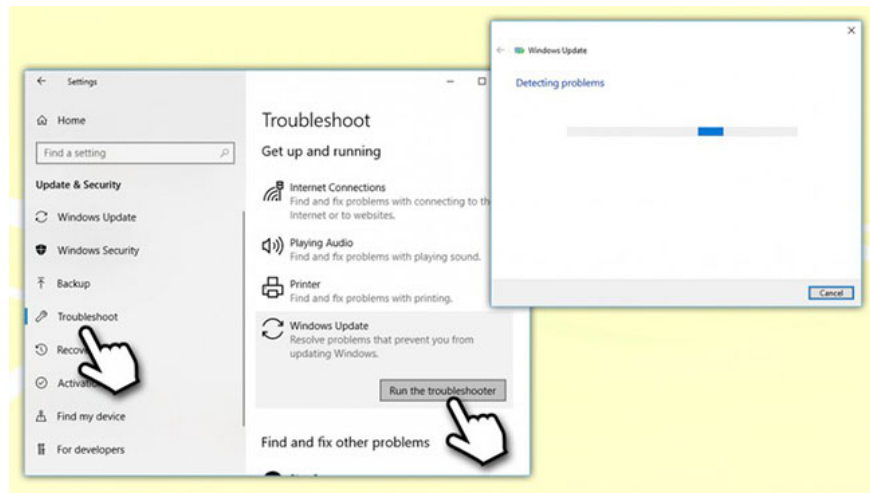 Settings
Home
Find a setting
Update & Security
Windows Update
Windows Security
Backup
Troubleshoot
Find my device
For developers
Troubleshoot
Get up and running
Internet Connections
Find and fix problems with connecting to
Internet or to websites.
Playing Audio
Find and fix problems with playing sound.
Printer
Find and fix problems with printing.
Windows Update
Resolve problems that prevent you from
updating Windows.
Run the troubleshooter
Find and fix other problems
Windows Update
Detecting problems
Cancel